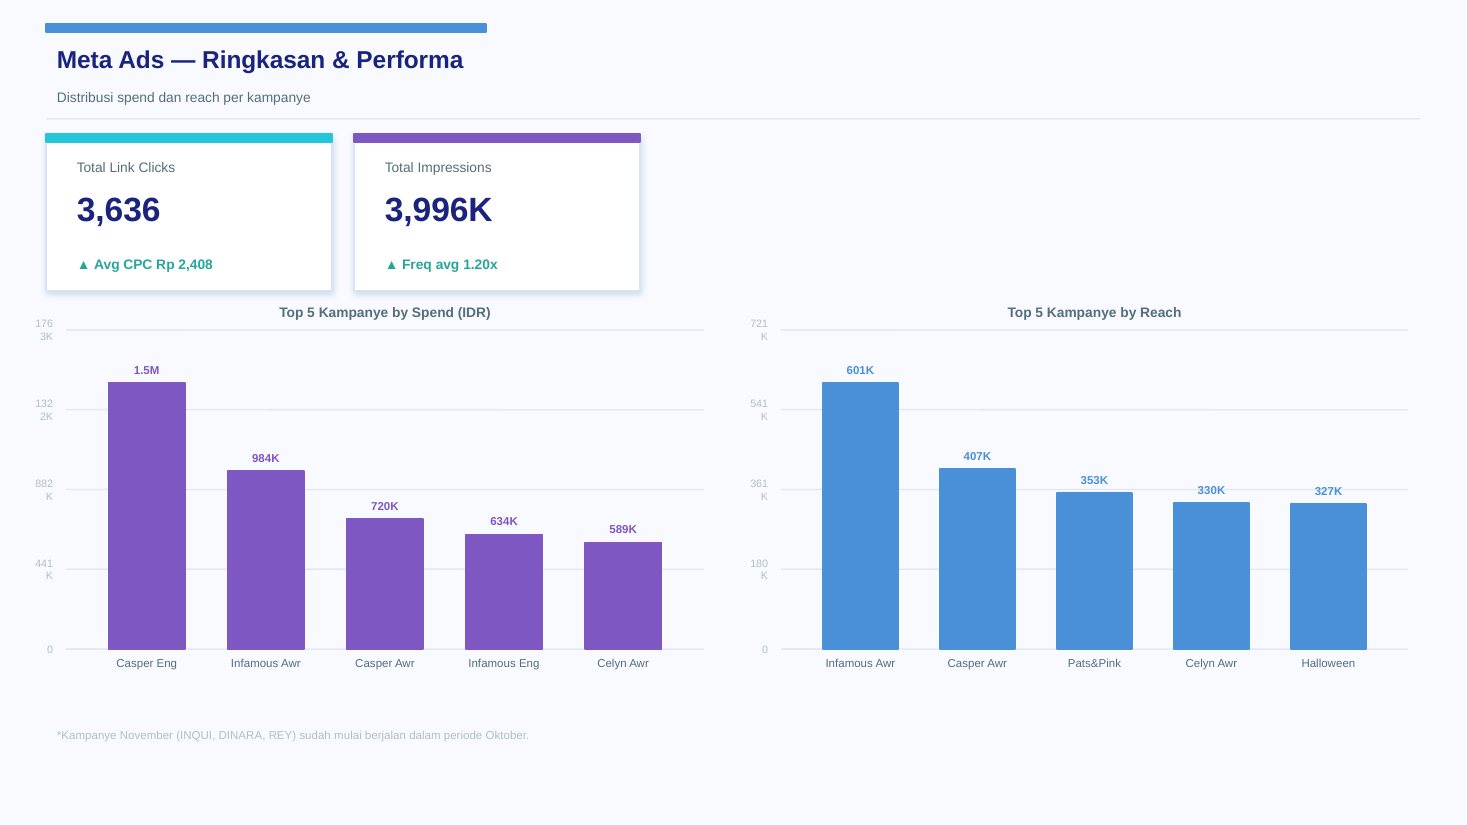 Meta Ads — Ringkasan & Performa
Distribusi spend dan reach per kampanye
Total Link Clicks
3,636
▲ Avg CPC Rp 2,408
Total Impressions
3,996K
▲ Freq avg 1.20x
Top 5 Kampanye by Spend (IDR)
176
3K
132
2K
882
K
441
K
0
1.5M
984K
720K
634K
589K
Casper Eng
Infamous Awr
Casper Awr
Infamous Eng
Celyn Awr
Top 5 Kampanye by Reach
721
K
541
K
361
K
180
K
0
601K
407K
353K
330K
327K
Infamous Awr
Casper Awr
Pats&Pink
Celyn Awr
Halloween
*Kampanye November (INQUI, DINARA, REY) sudah mulai berjalan dalam periode Oktober.